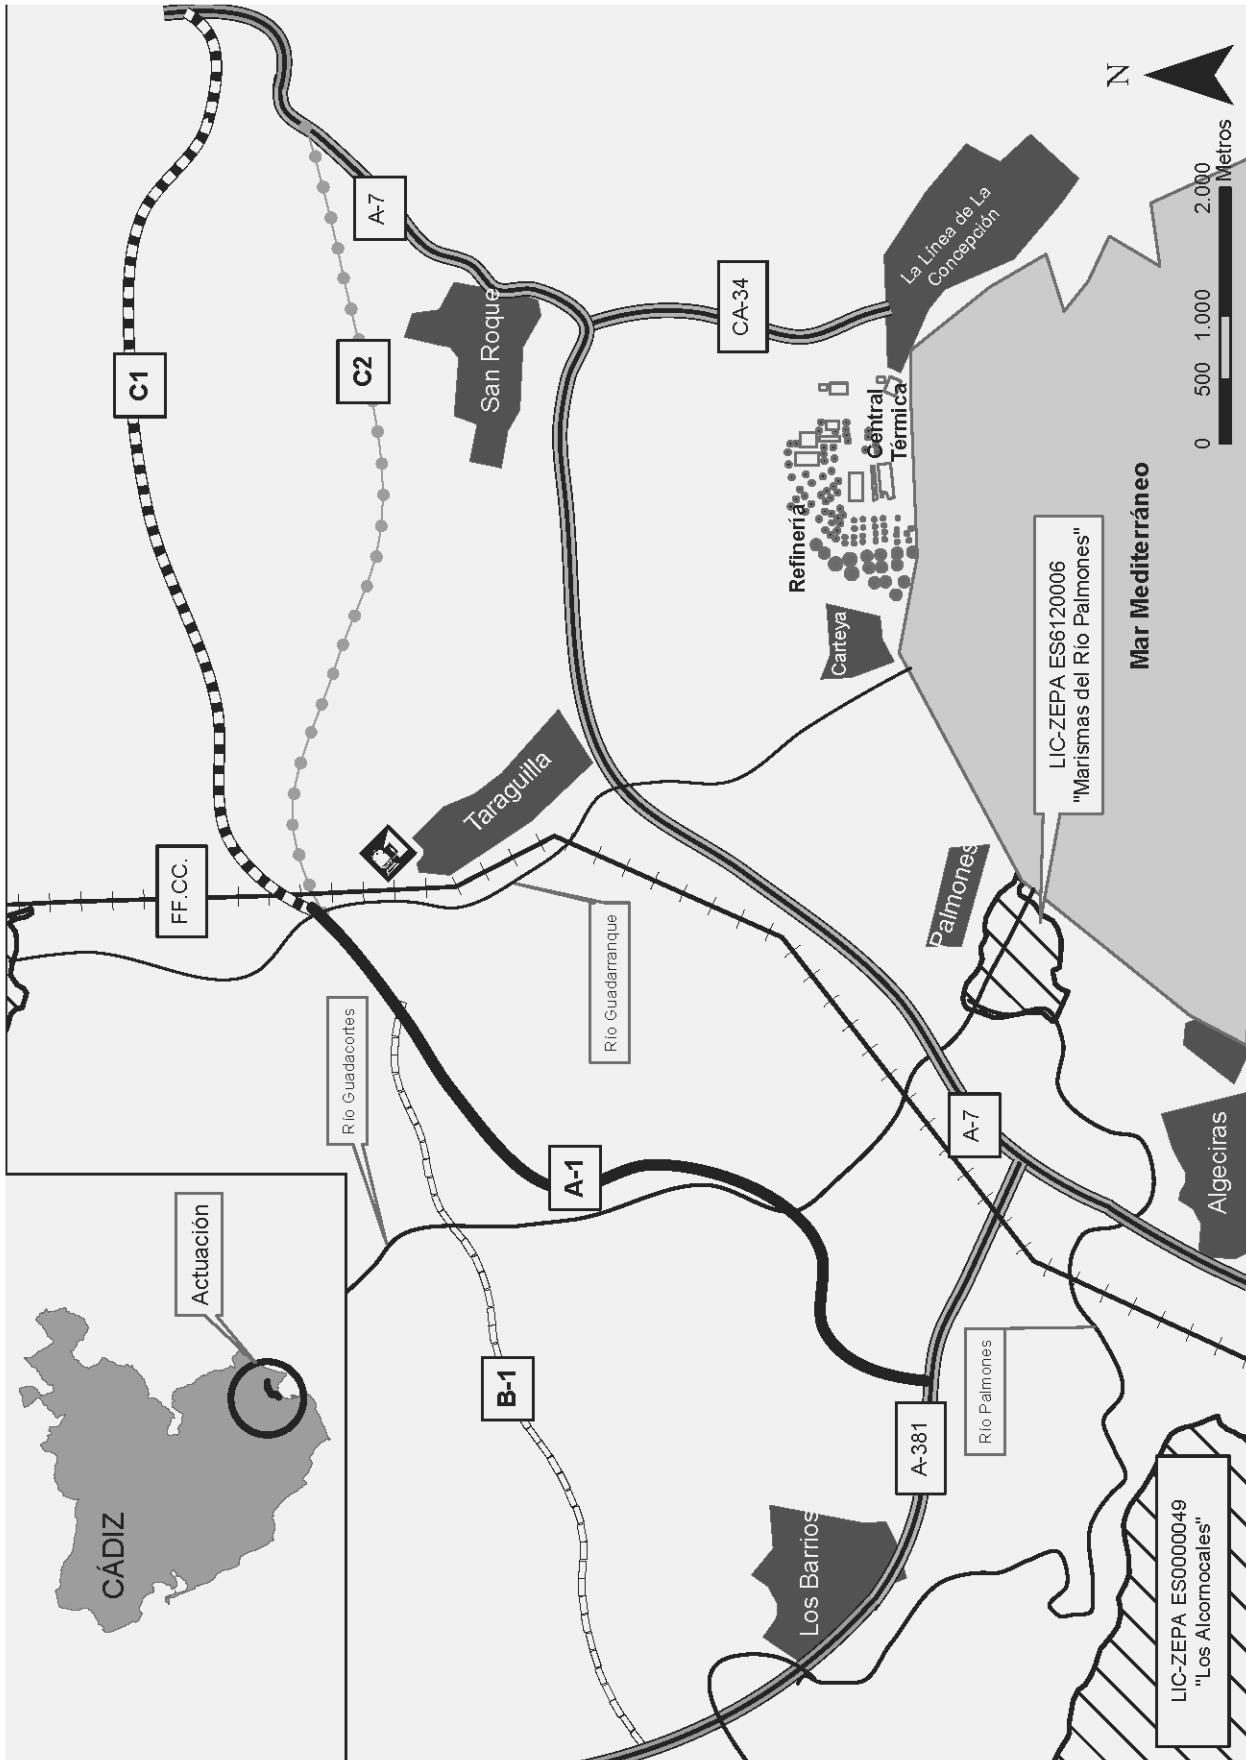 CÁDIZ
Actuación
FF.CC.
C1
C2
A-7
N
Río Guadacortes
Río Guadarranque
Taraguilla
San Roque
CA-34
La Línea de La
Concepción
B-1
A-1
Refinería
Central
Térmica
Carteya
Los Barrios
A-381
Río Palmones
A-7
Palmones
LIC-ZEPA ES6120006
"Marismas del Río Palmones"
Mar Mediterráneo
Algeciras
LIC-ZEPA ES0000049
"Los Alcornocales"
0 500 1.000 2.000
Metros